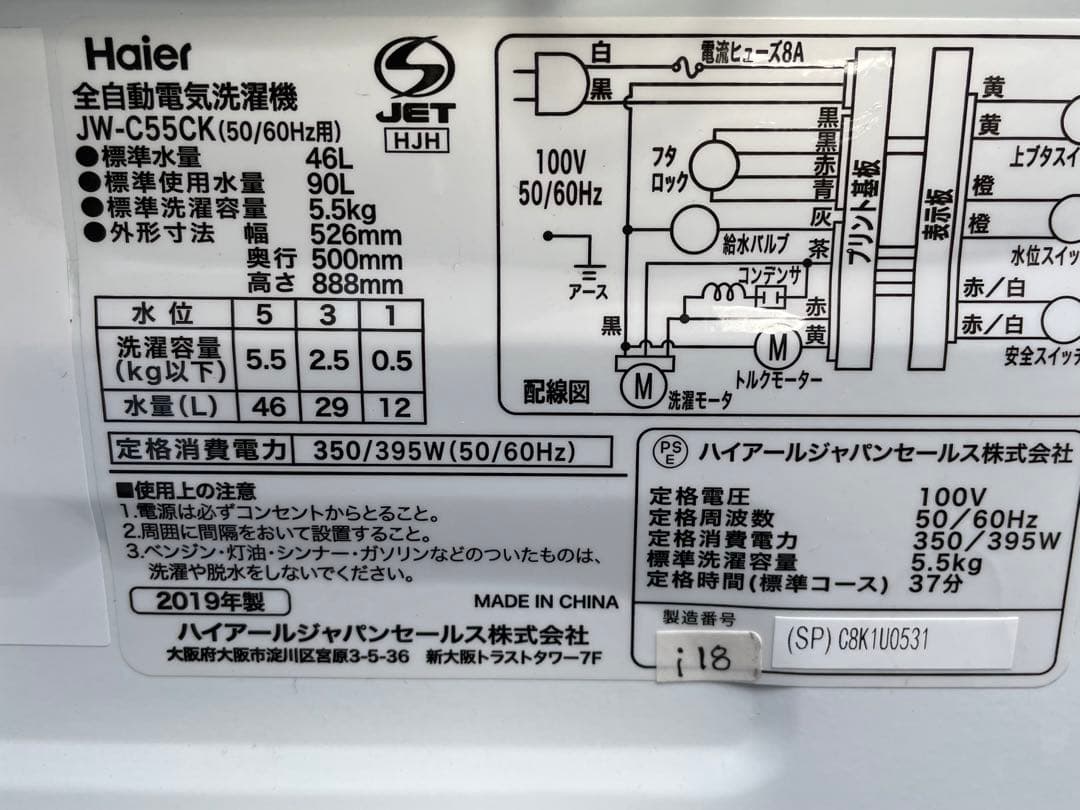 Haier
JET
HJH
全自動電気洗濯機
JW-C55CK(50/60Hz用)
●標準水量 46L
●標準使用水量 90L
●標準洗濯容量 5.5kg
●外形寸法 幅 526mm
奥行 500mm
高さ 888mm
水位 5 3 1
洗濯容量(kg以下) 5.5 2.5 0.5
水量(L) 46 29 12
定格消費電力 350/395W(50/60Hz)
■使用上の注意
1.電源は必ずコンセントからとること。
2.周囲に間隔をおいて設置すること。
3.ベンジン・灯油・シンナー・ガソリンなどのついたものは、
洗濯や脱水をしないでください。
2019年製
MADE IN CHINA
ハイアールジャパンセールス株式会社
大阪府大阪市淀川区宮原3-5-36 新大阪トラストタワー7F
白
電流ヒューズ8A
黒
100V
50/60Hz
アース
フタ
ロック
黒
黒
赤
青
灰
給水バルブ
茶
コンデンサ
赤
黄
黒
M
トルクモーター
M
洗濯モータ
配線図
プリント基板
表示板
黄
黄
上ブタスイ
橙
橙
水位スイッ
赤/白
赤/白
安全スイッチ
PS
E
ハイアールジャパンセールス株式会社
定格電圧 100V
定格周波数 50/60Hz
定格消費電力 350/395W
標準洗濯容量 5.5kg
定格時間(標準コース) 37分
製造番号
(SP) C8K1U0531
i18